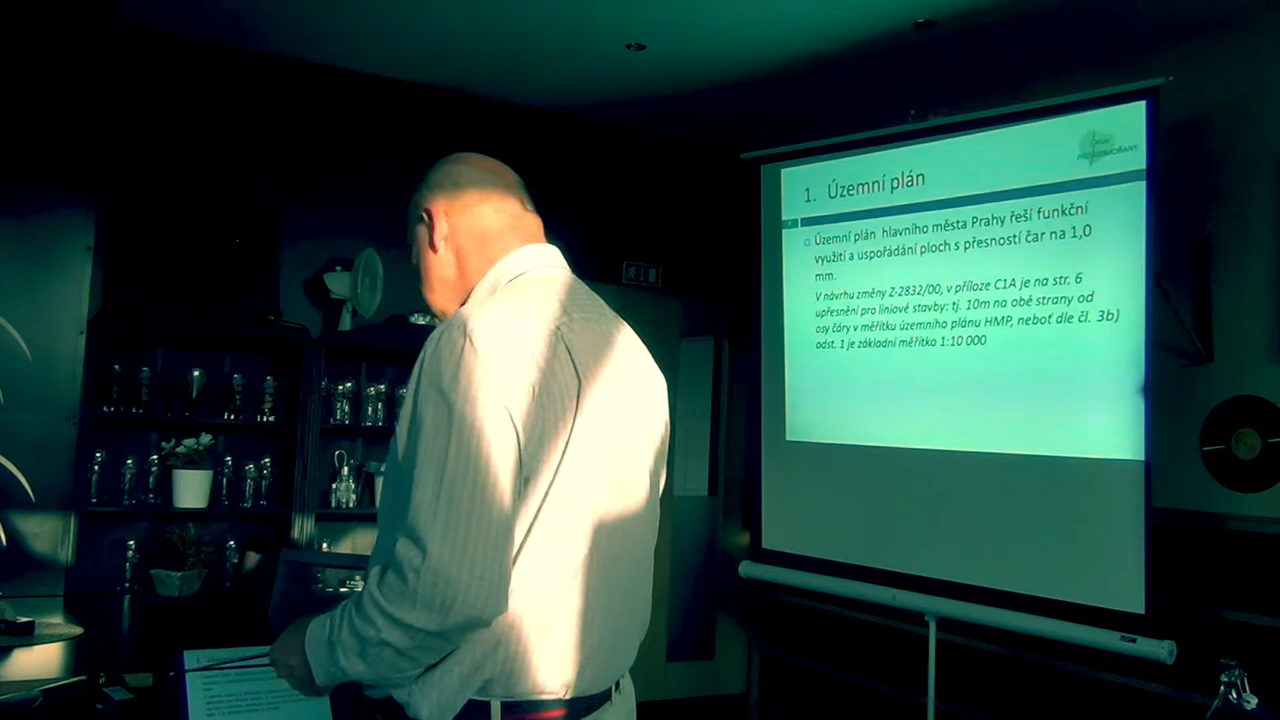 1. Územní plán
Územní plán hlavního města Prahy řeší funkční
využití a uspořádání ploch s přesností čar na 1,0
mm.
V návrhu změny Z-2832/00, v příloze C1A je na str. 6
upřesnění pro liniové stavby: tj. 10m na obě strany od
osy čáry v měřítku územního plánu HMP, neboť dle čl. 3b)
odst. 1 je základní měřítko 1:10 000